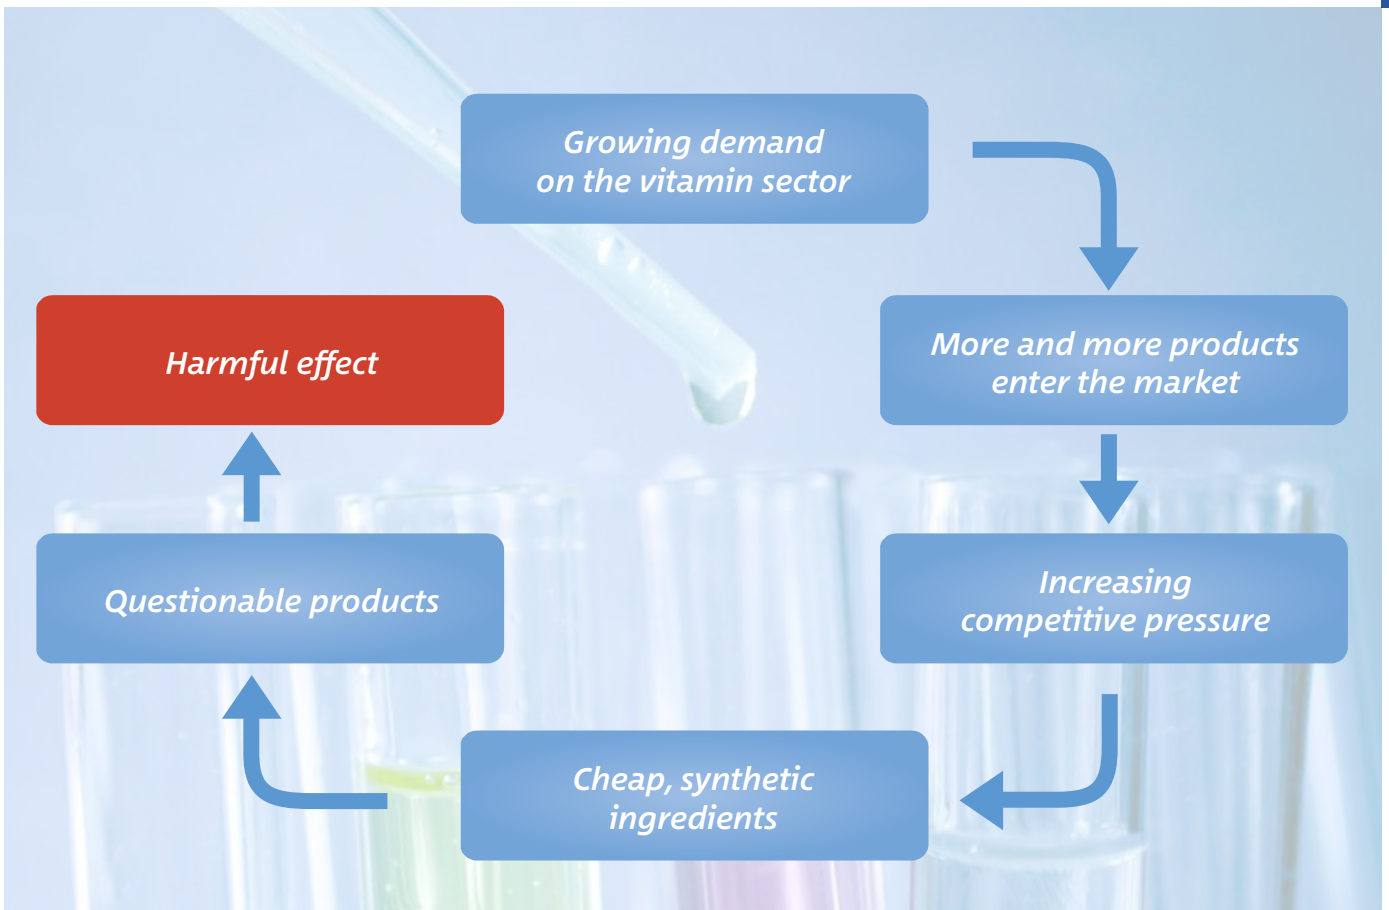 Growing demand
on the vitamin sector
More and more products
enter the market
Increasing
competitive pressure
Cheap, synthetic
ingredients
Questionable products
Harmful effect